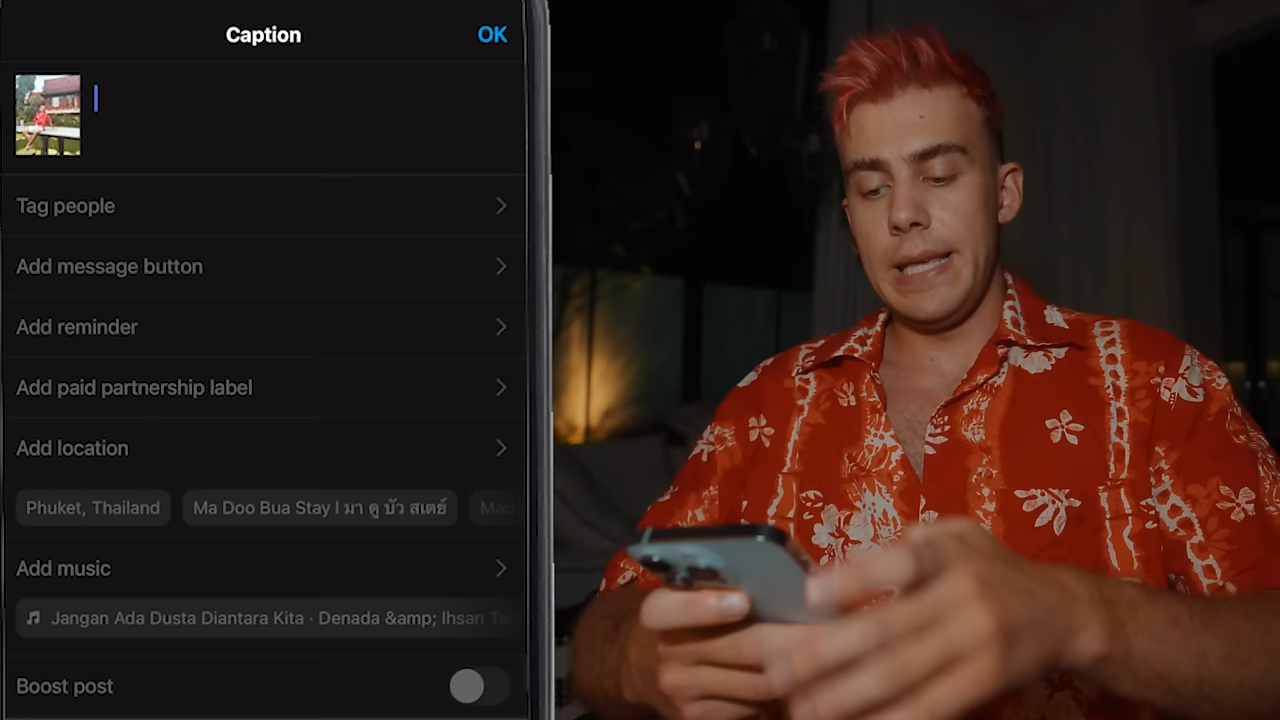 Caption
OK
Tag people
Add message button
Add reminder
Add paid partnership label
Add location
Phuket, Thailand
Ma Doo Bua Stay l มา ดู บัว สเตย์
Add music
Jangan Ada Dusta Diantara Kita · Denada &amp; Ihsan
Boost post